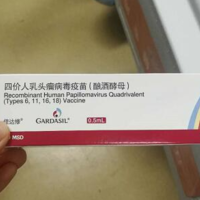 四价人乳头瘤病毒疫苗（酿酒酵母）
Recombinant Human Papillomavirus Quadrivalent
(Types 6, 11, 16, 18) Vaccine
佳达修® GARDASIL® 0.5mL
MSD